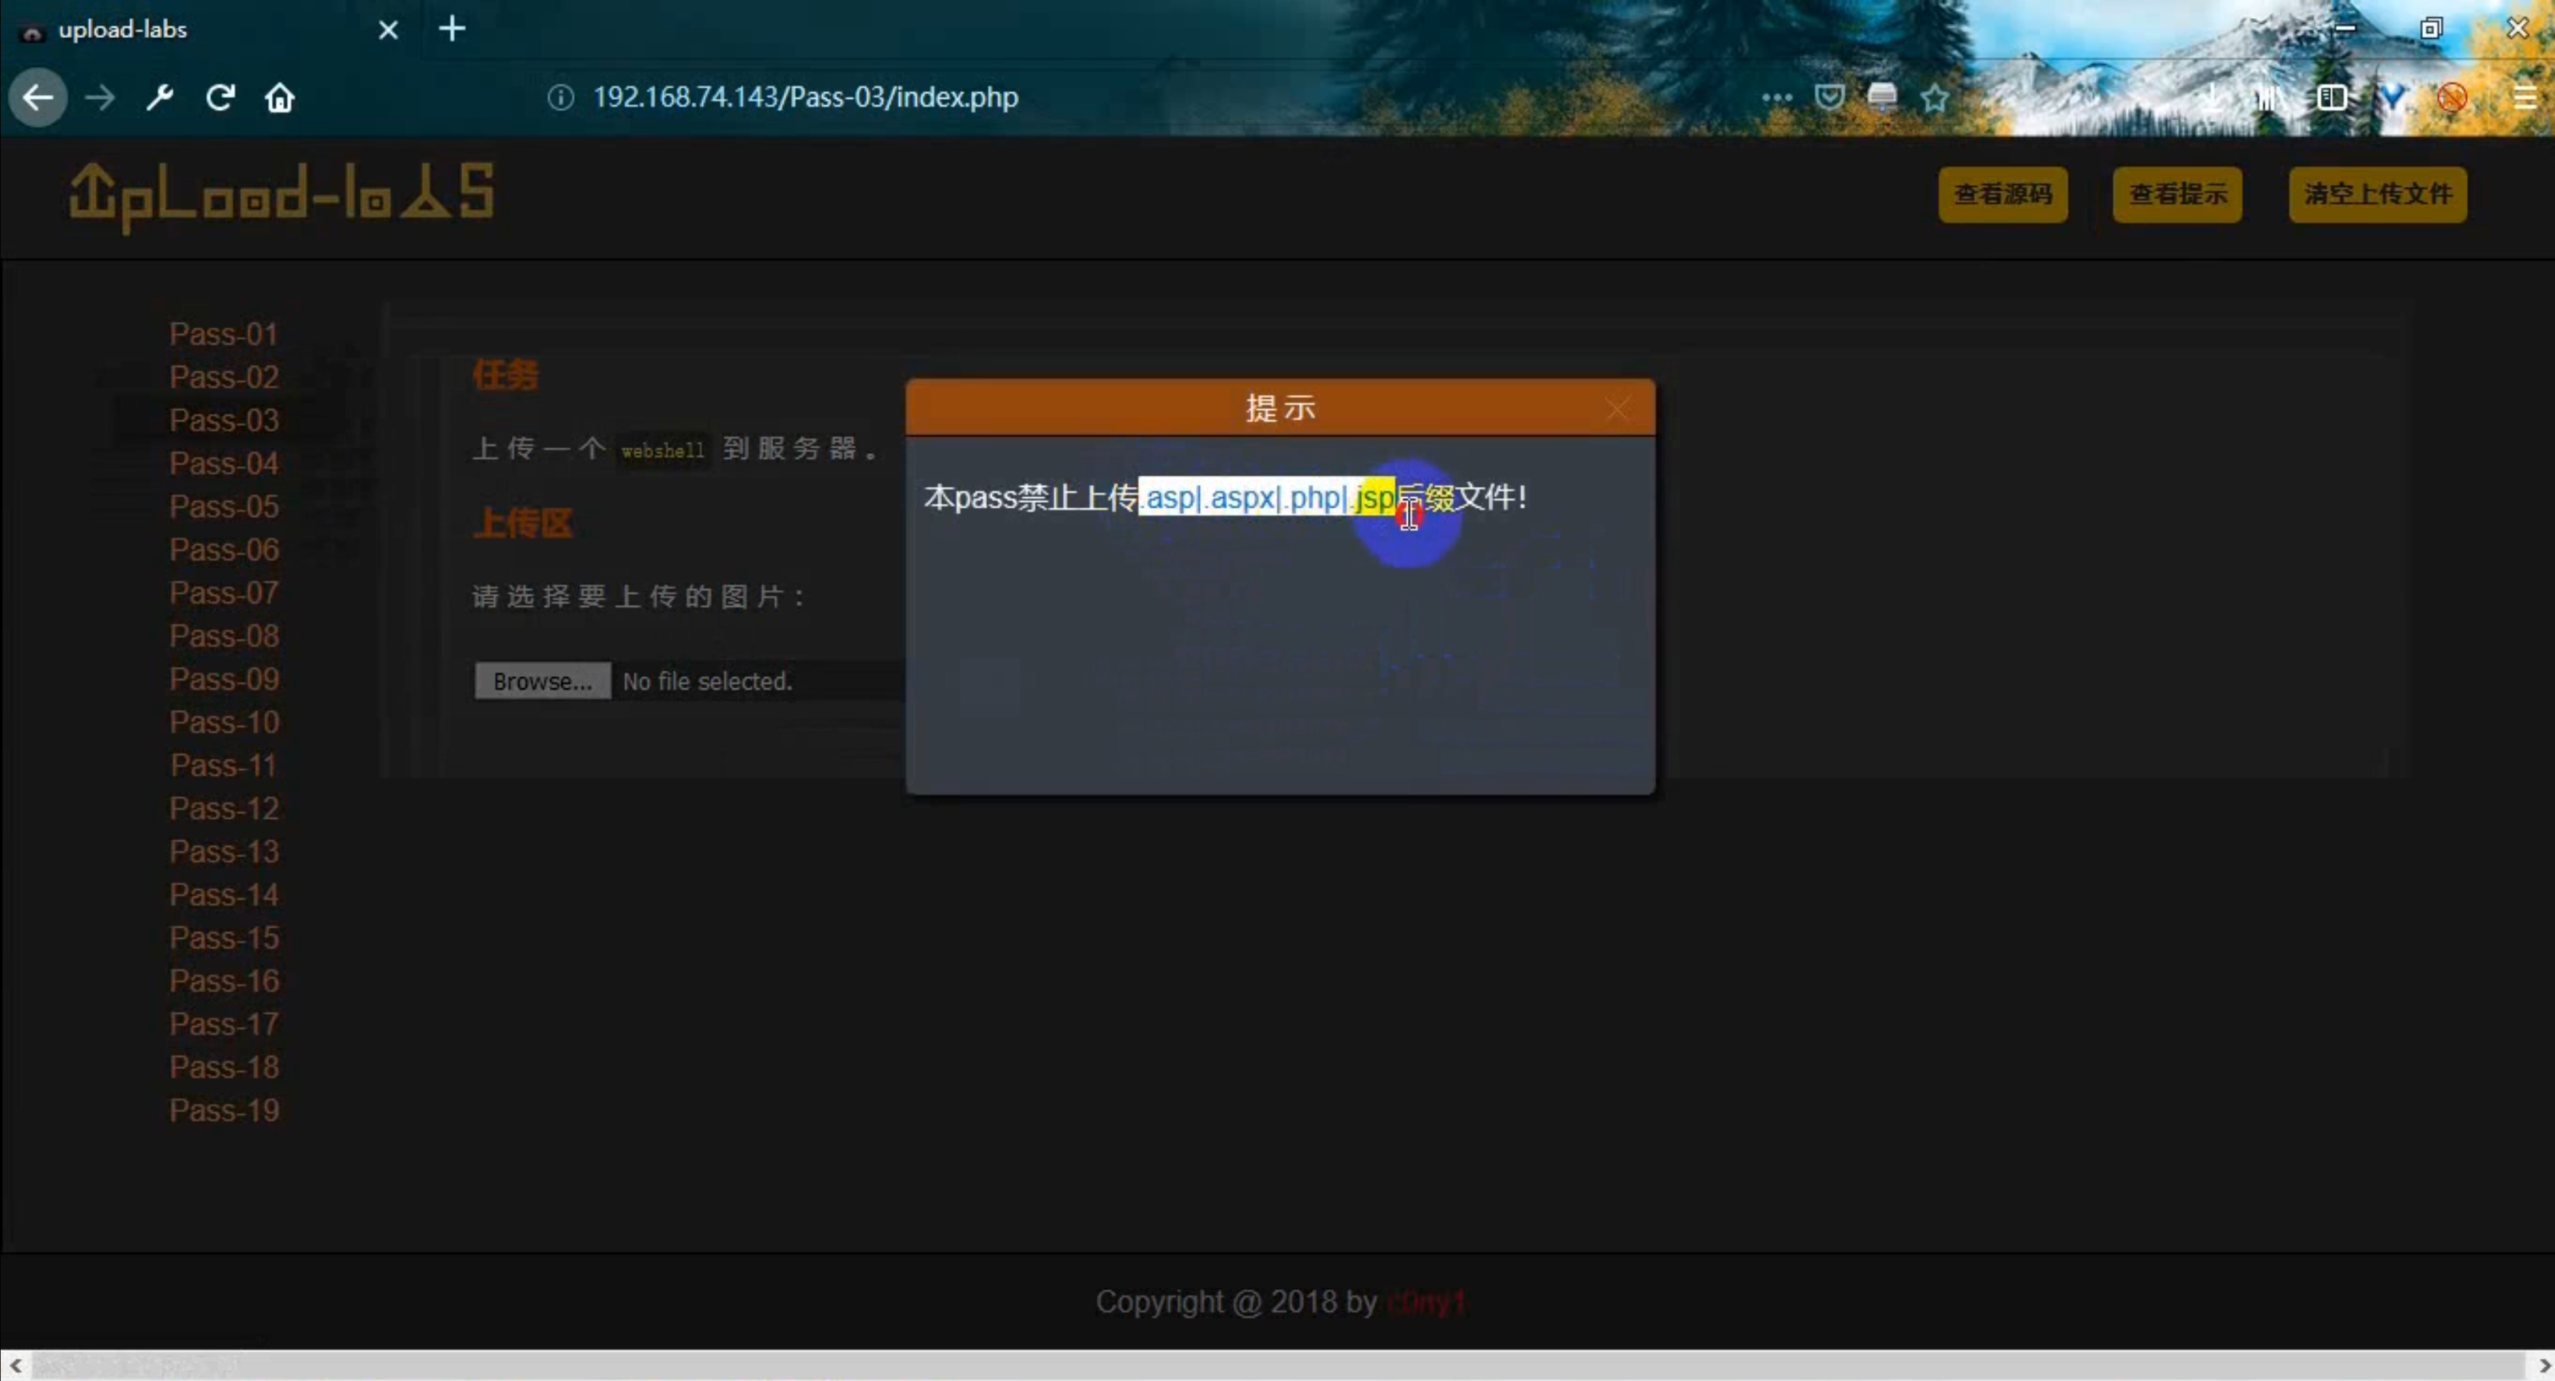 upload-labs
192.168.74.143/Pass-03/index.php
upLoad-labs
查看源码
查看提示
清空上传文件
Pass-01
Pass-02
Pass-03
Pass-04
Pass-05
Pass-06
Pass-07
Pass-08
Pass-09
Pass-10
Pass-11
Pass-12
Pass-13
Pass-14
Pass-15
Pass-16
Pass-17
Pass-18
Pass-19
任务
上传一个 webshell 到服务器。
上传区
请选择要上传的图片:
Browse... No file selected.
提示
本pass禁止上传.asp|.aspx|.php|.jsp后缀文件!
Copyright @ 2018 by c0ny1